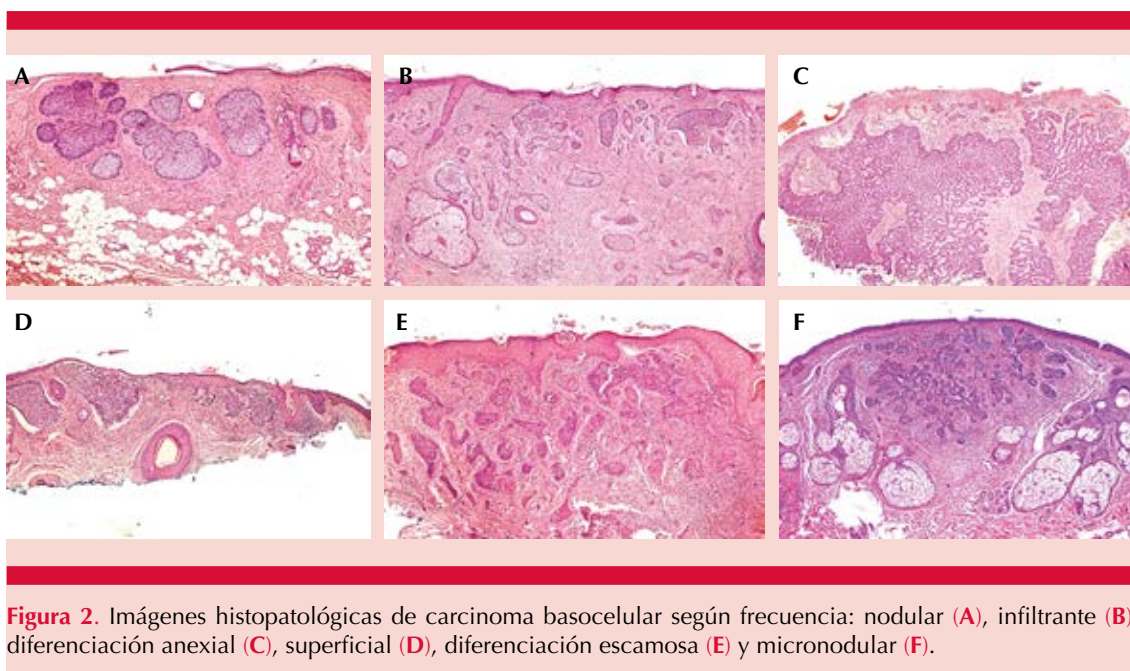 A
B
C
D
E
F
Figura 2. Imágenes histopatológicas de carcinoma basocelular según frecuencia: nodular (A), infiltrante (B)
diferenciación anexial (C), superficial (D), diferenciación escamosa (E) y micronodular (F).